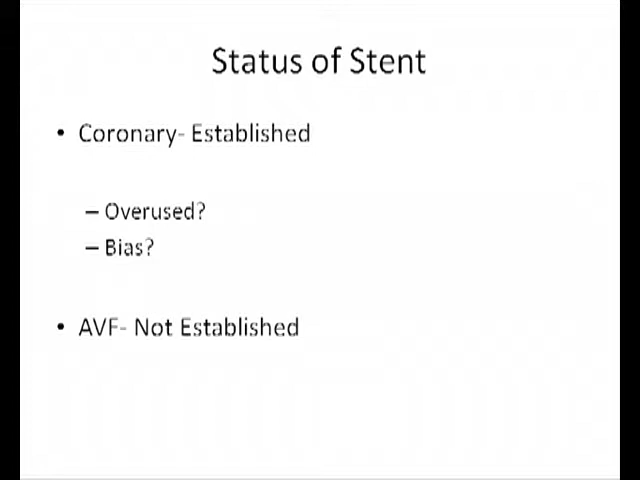 Status of Stent
• Coronary- Established
– Overused?
– Bias?
• AVF- Not Established